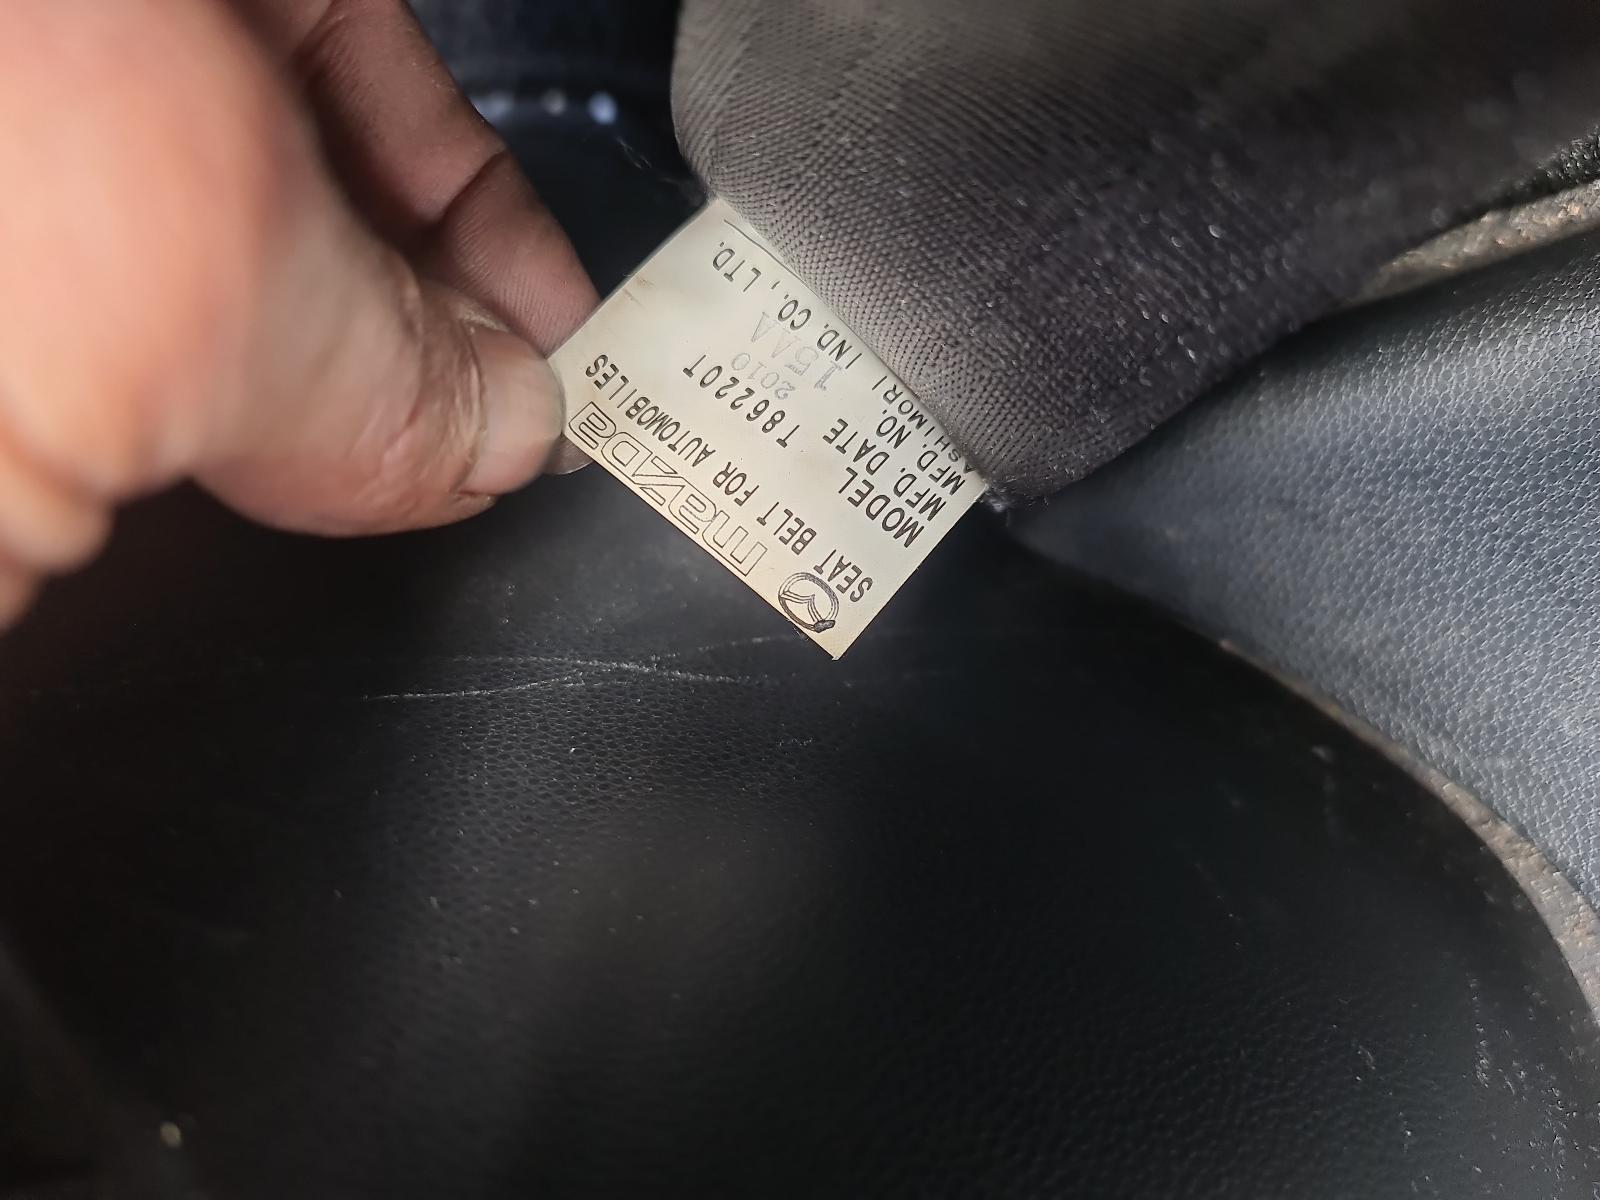 mazda
SEAT BELT FOR AUTOMOBILES
MODEL T86220T
MFD. DATE 2010
MFD. NO. 15AA
ASHIMORI IND. CO., LTD.